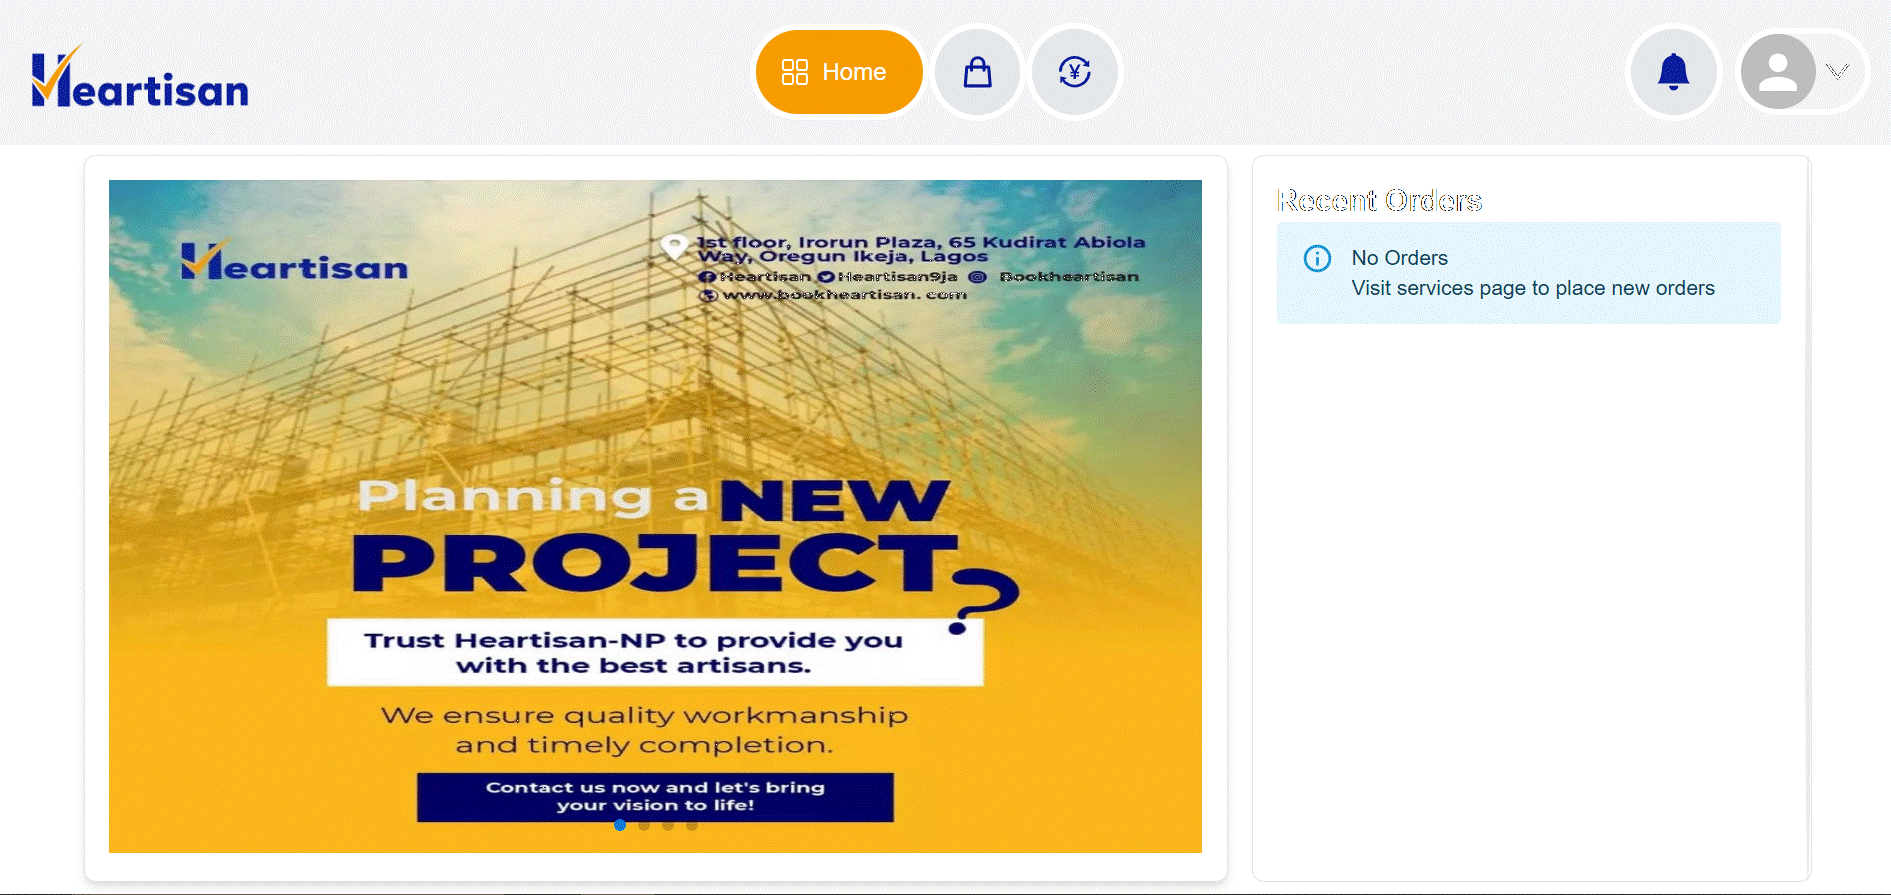 Heartisan
Home
Heartisan
1st floor, Irorun Plaza, 65 Kudirat Abiola
Way, Oregun Ikeja, Lagos
Heartisan Heartisan9ja Bookheartisan
www.bookheartisan. com
Planning a NEW
PROJECT?
Trust Heartisan-NP to provide you
with the best artisans.
We ensure quality workmanship
and timely completion.
Contact us now and let's bring
your vision to life!
Recent Orders
No Orders
Visit services page to place new orders